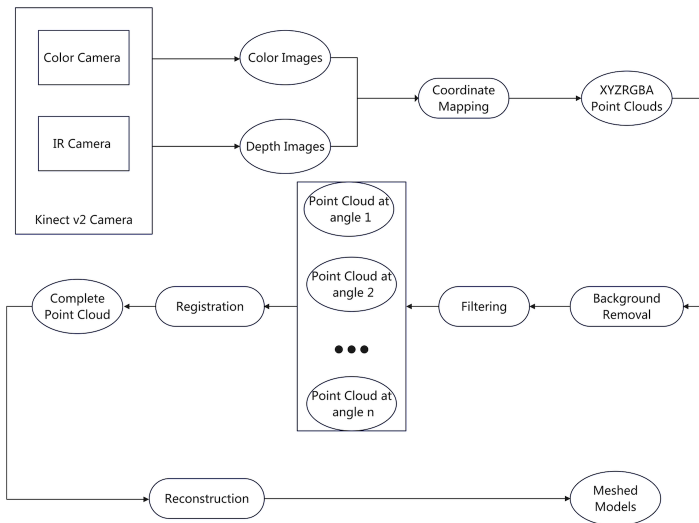 Color Camera
IR Camera
Kinect v2 Camera
Color Images
Depth Images
Coordinate
Mapping
XYZRGBA
Point Clouds
Background
Removal
Filtering
Point Cloud at
angle 1
Point Cloud at
angle 2
Point Cloud at
angle n
Registration
Complete
Point Cloud
Reconstruction
Meshed
Models